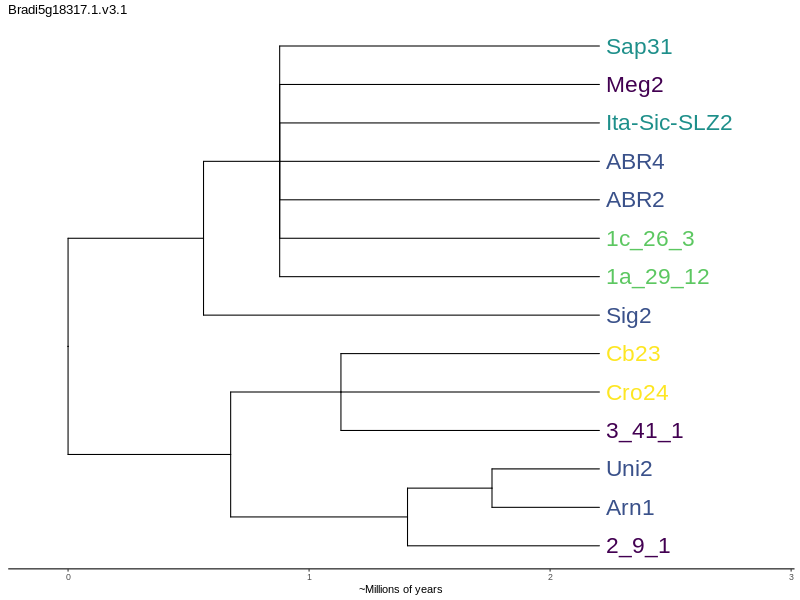 Bradi5g18317.1.v3.1
Sap31
Meg2
Ita-Sic-SLZ2
ABR4
ABR2
1c_26_3
1a_29_12
Sig2
Cb23
Cro24
3_41_1
Uni2
Arn1
2_9_1
0 1 2 3
~Millions of years